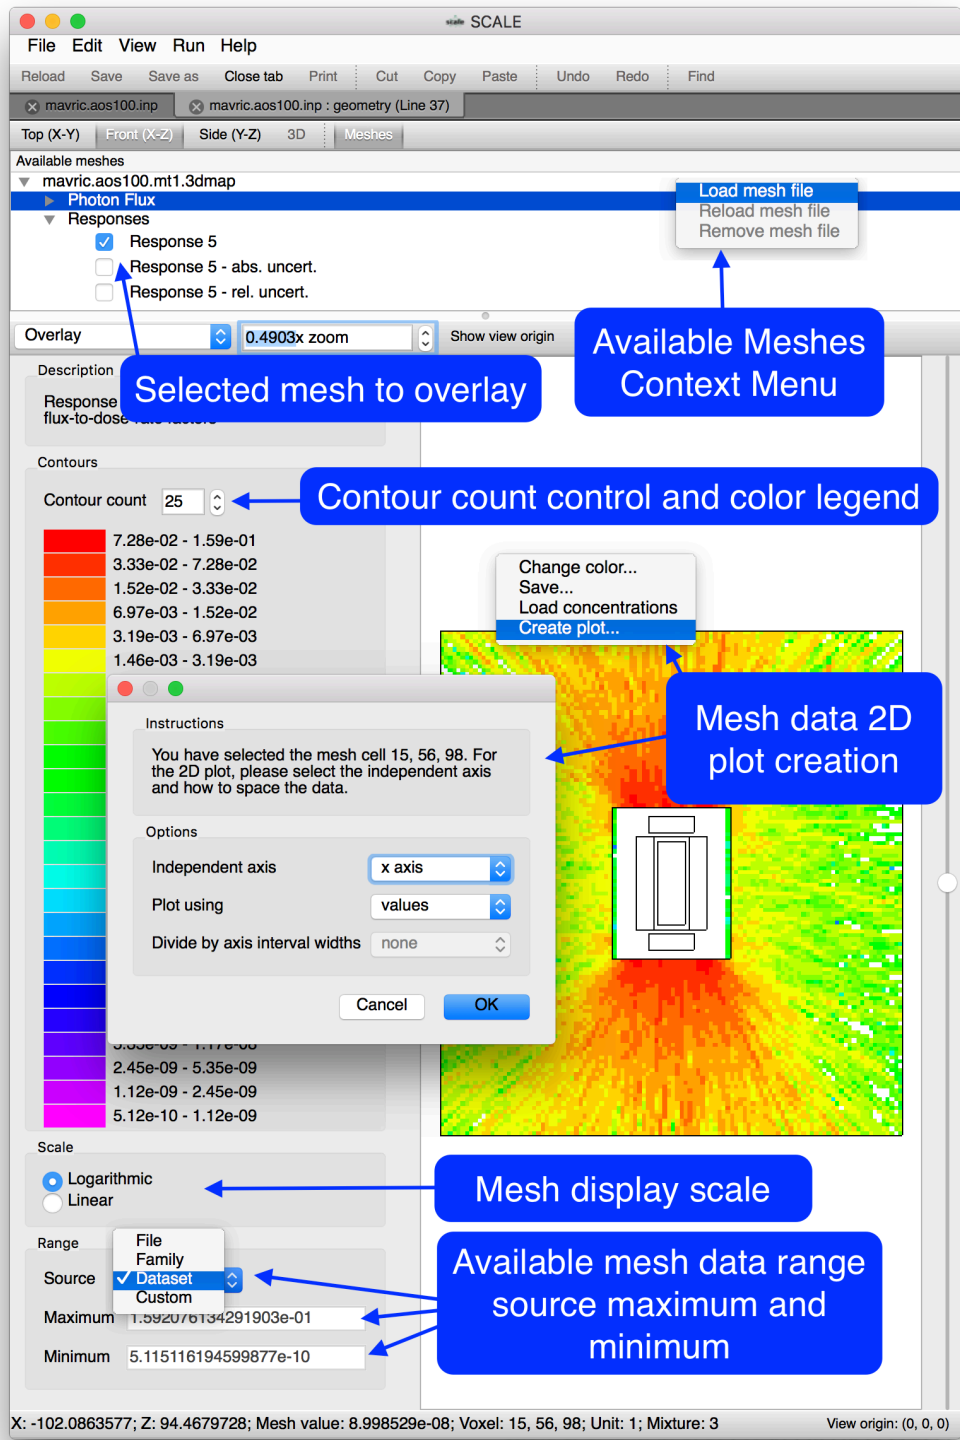 SCALE
File Edit View Run Help
Reload Save Save as Close tab Print Cut Copy Paste Undo Redo Find
mavric.aos100.inp mavric.aos100.inp : geometry (Line 37)
Top (X-Y) Front (X-Z) Side (Y-Z) 3D Meshes
Available meshes
mavric.aos100.mt1.3dmap
Photon Flux
Responses
Response 5
Response 5 - abs. uncert.
Response 5 - rel. uncert.
Load mesh file
Reload mesh file
Remove mesh file
Overlay 0.4903x zoom Show view origin
Available Meshes
Context Menu
Selected mesh to overlay
Description
Response
flux-to-dose-rate factors
Contours
Contour count 25
Contour count control and color legend
7.28e-02 - 1.59e-01
3.33e-02 - 7.28e-02
1.52e-02 - 3.33e-02
6.97e-03 - 1.52e-02
3.19e-03 - 6.97e-03
1.46e-03 - 3.19e-03
Change color...
Save...
Load concentrations
Create plot...
Mesh data 2D
plot creation
Instructions
You have selected the mesh cell 15, 56, 98. For
the 2D plot, please select the independent axis
and how to space the data.
Options
Independent axis x axis
Plot using values
Divide by axis interval widths none
Cancel OK
5.35e-09 - 1.17e-08
2.45e-09 - 5.35e-09
1.12e-09 - 2.45e-09
5.12e-10 - 1.12e-09
Scale
Logarithmic
Linear
Mesh display scale
Range
Source
File
Family
Dataset
Custom
Maximum 1.592076134291903e-01
Minimum 5.115116194599877e-10
Available mesh data range
source maximum and
minimum
X: -102.0863577; Z: 94.4679728; Mesh value: 8.998529e-08; Voxel: 15, 56, 98; Unit: 1; Mixture: 3 View origin: (0, 0, 0)